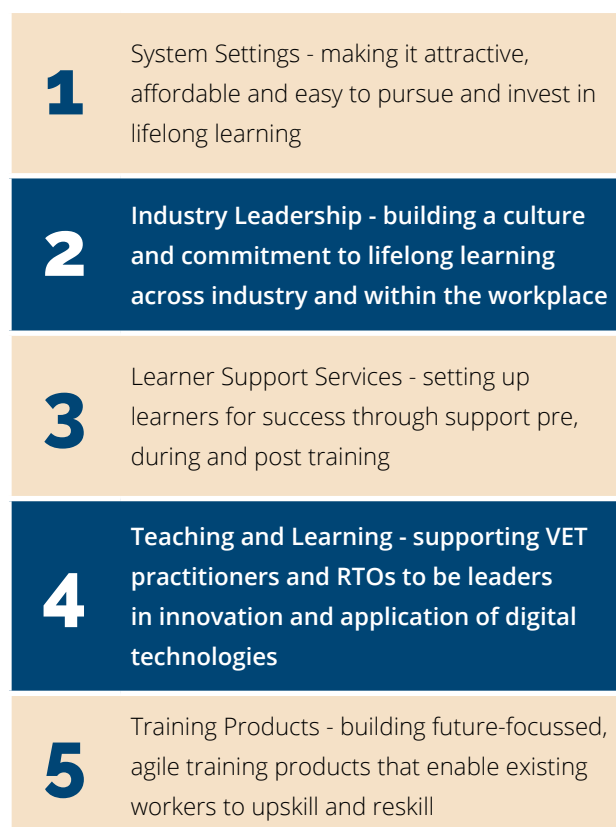 1
System Settings - making it attractive,
affordable and easy to pursue and invest in
lifelong learning
2
Industry Leadership - building a culture
and commitment to lifelong learning
across industry and within the workplace
3
Learner Support Services - setting up
learners for success through support pre,
during and post training
4
Teaching and Learning - supporting VET
practitioners and RTOs to be leaders
in innovation and application of digital
technologies
5
Training Products - building future-focussed,
agile training products that enable existing
workers to upskill and reskill